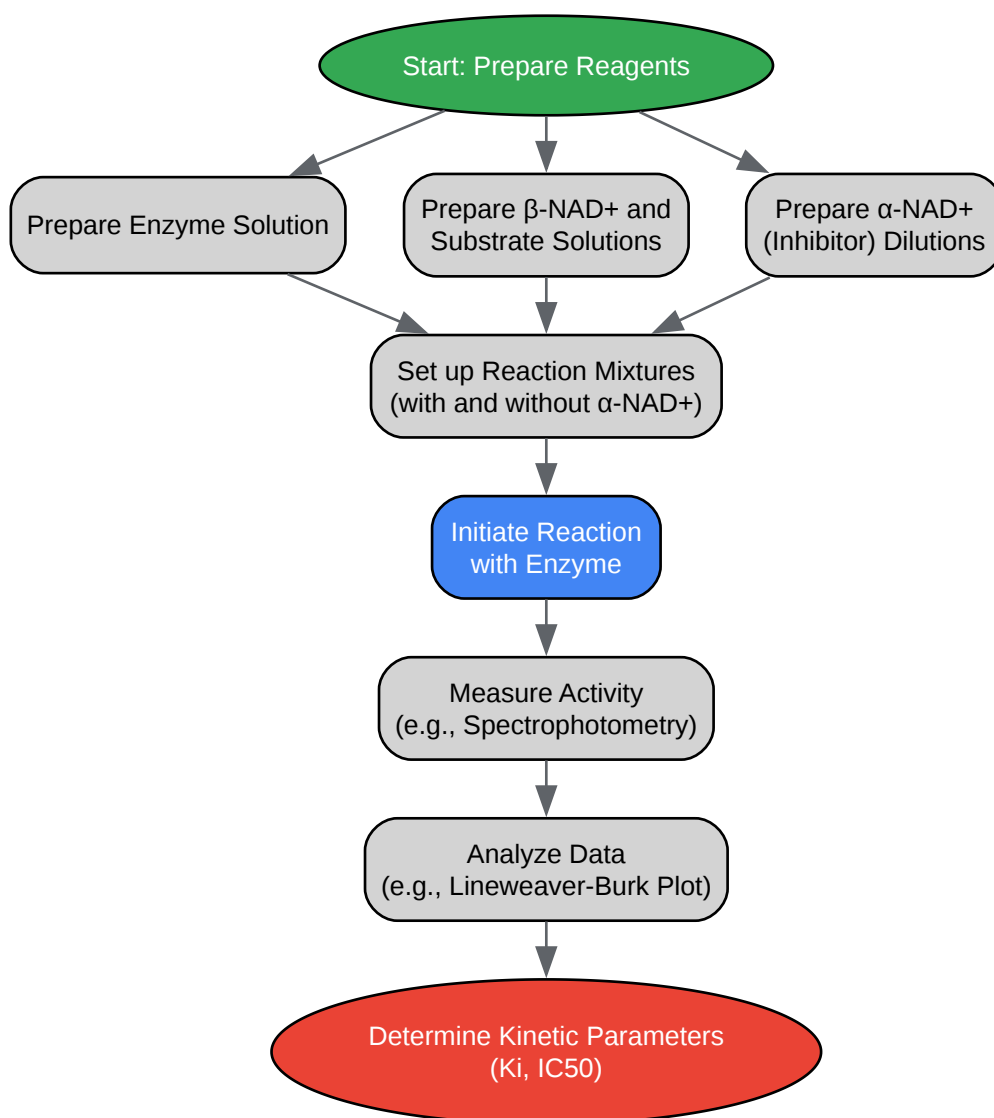 Start: Prepare Reagents
Prepare Enzyme Solution
Prepare β-NAD+ and
Substrate Solutions
Prepare α-NAD+
(Inhibitor) Dilutions
Set up Reaction Mixtures
(with and without α-NAD+)
Initiate Reaction
with Enzyme
Measure Activity
(e.g., Spectrophotometry)
Analyze Data
(e.g., Lineweaver-Burk Plot)
Determine Kinetic Parameters
(Ki, IC50)